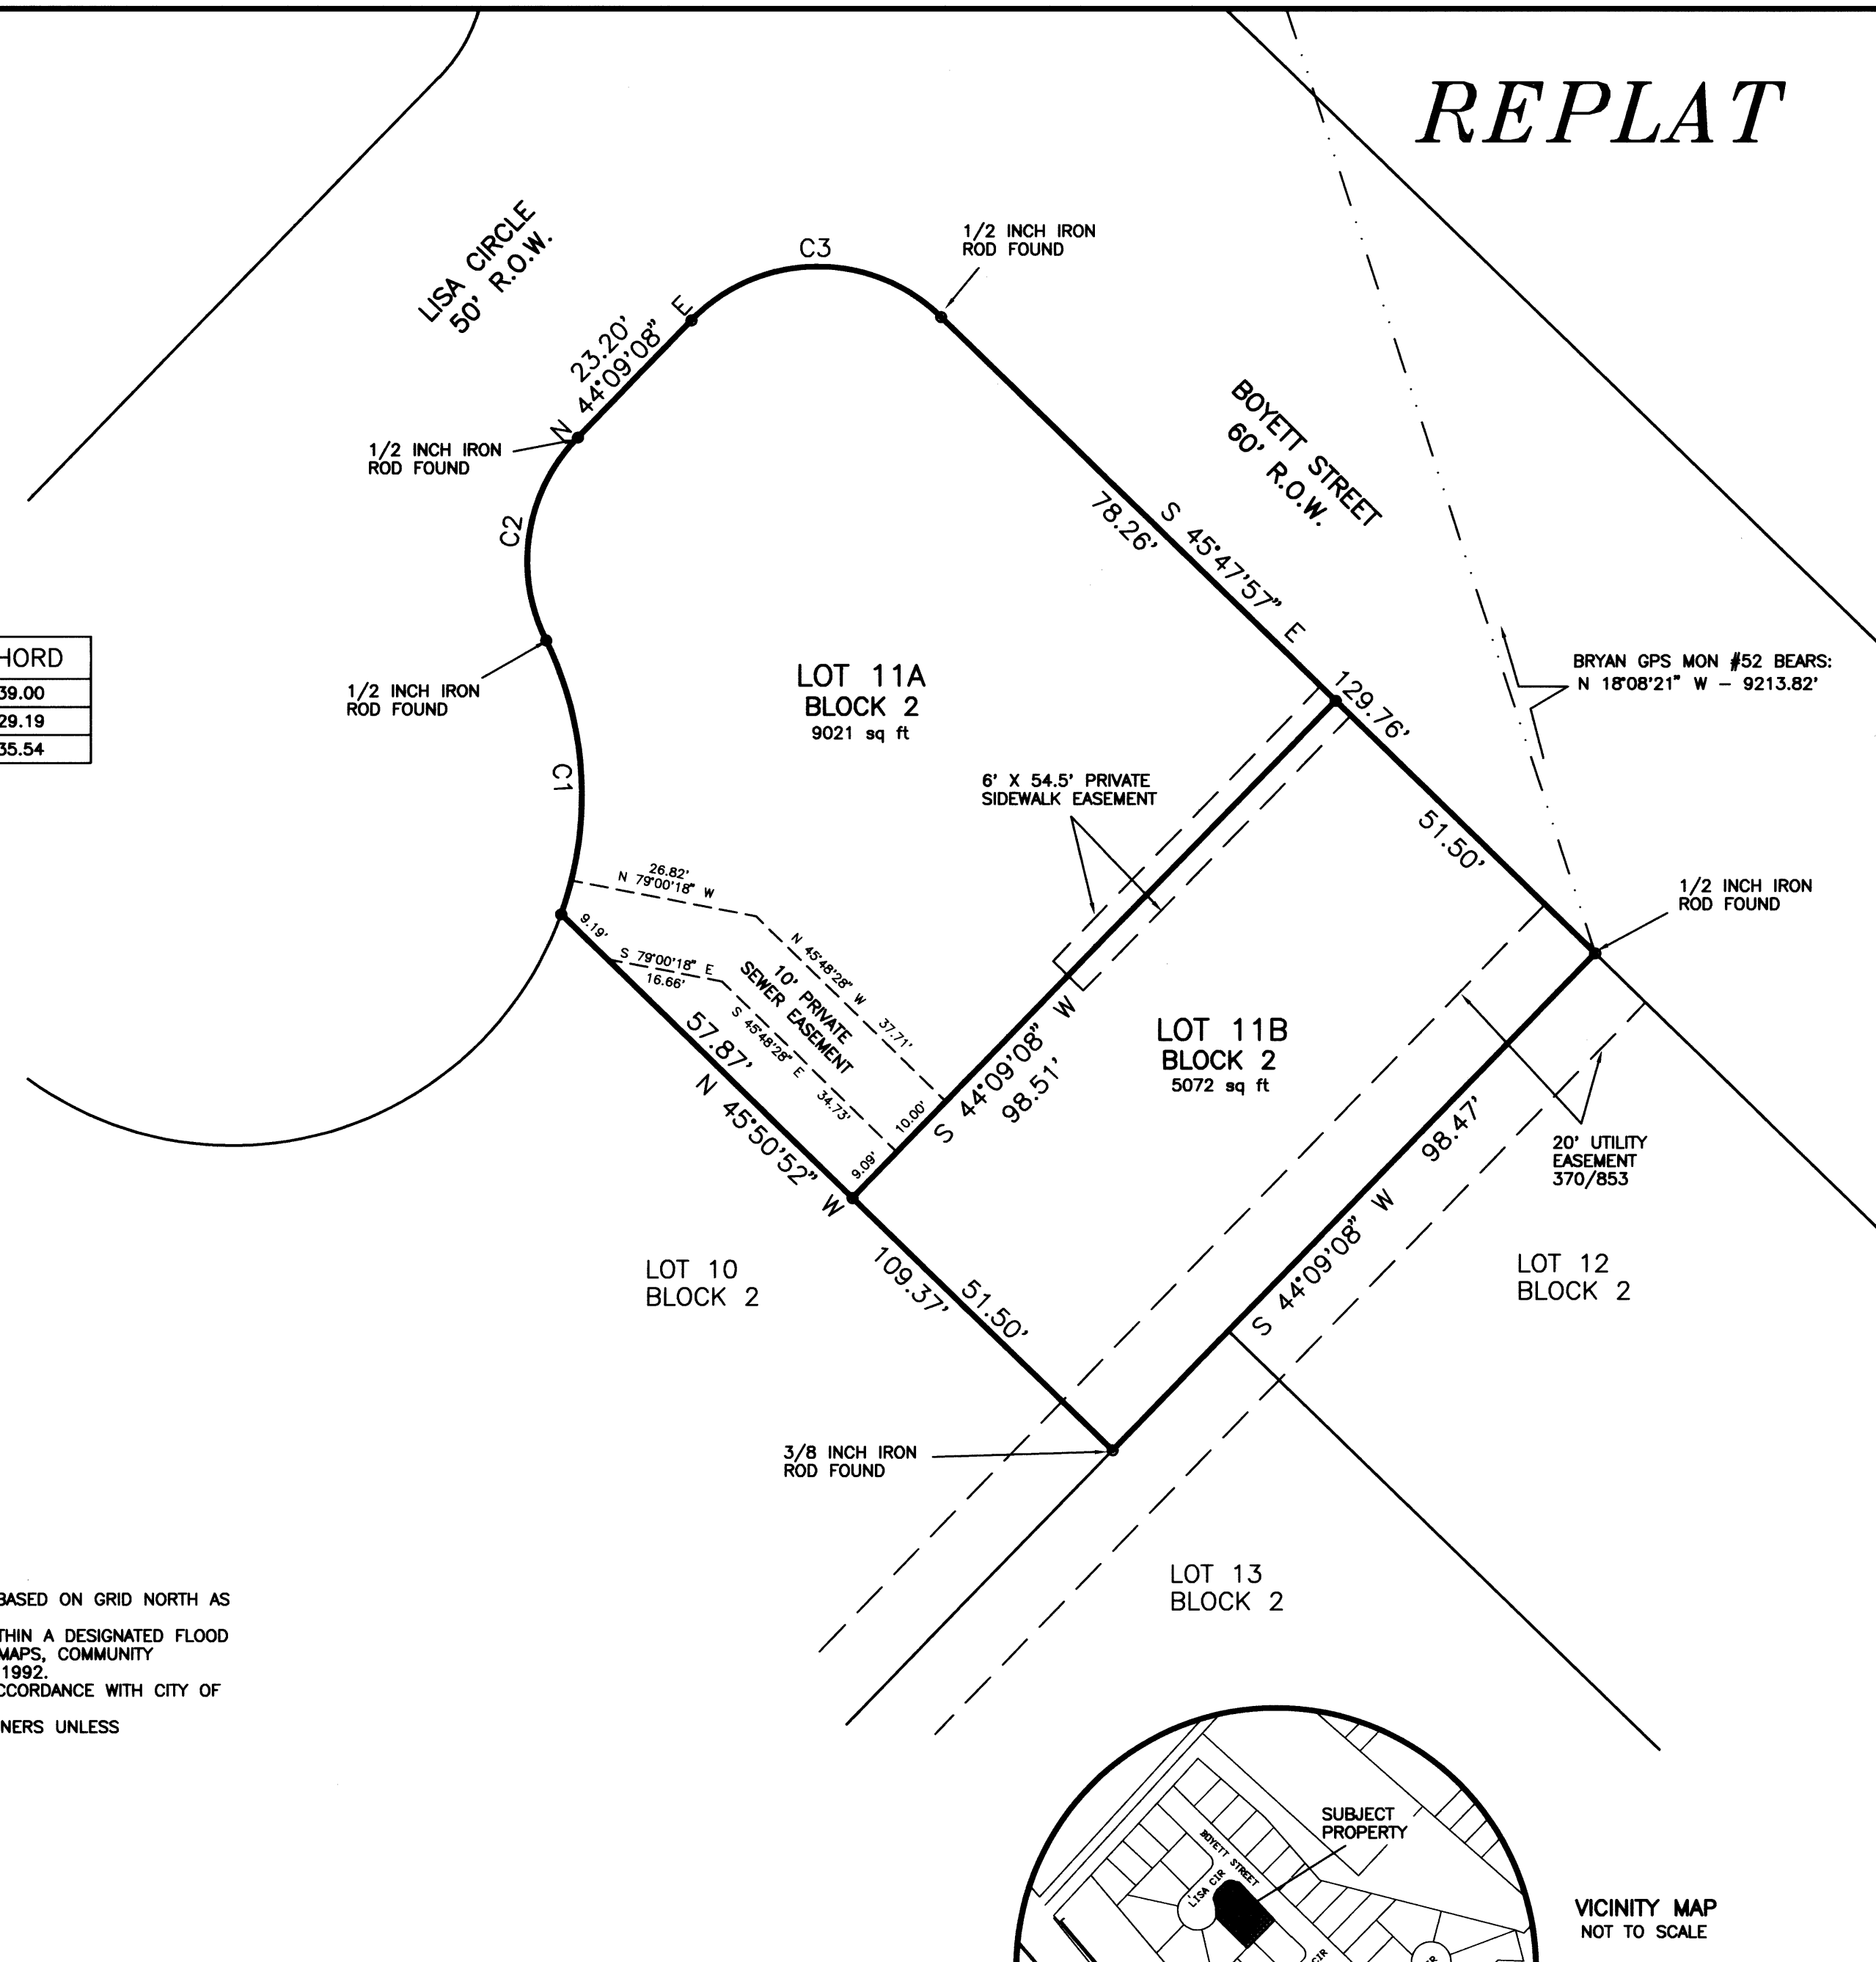 REPLAT
LISA CIRCLE
50' R.O.W.
C3
1/2 INCH IRON
ROD FOUND
23.20'
N 44°09'08" E
1/2 INCH IRON
ROD FOUND
C2
BOYETT STREET
60' R.O.W.
78.26'
S 45°47'57" E
129.76'
HORD
39.00
29.19
35.54
1/2 INCH IRON
ROD FOUND
C1
LOT 11A
BLOCK 2
9021 sq ft
BRYAN GPS MON #52 BEARS:
N 18°08'21" W – 9213.82'
6' X 54.5' PRIVATE
SIDEWALK EASEMENT
51.50'
1/2 INCH IRON
ROD FOUND
26.82'
N 79°00'18" W
9.19'
S 79°00'18" E
16.66'
N 45°48'28" W
37.71'
10' PRIVATE
SEWER EASEMENT
S 45°48'28" E
34.73'
57.87'
N 45°50'52" W
10.00'
9.09'
S 44°09'08" W
98.51'
LOT 11B
BLOCK 2
5072 sq ft
98.47'
S 44°09'08" W
20' UTILITY
EASEMENT
370/853
LOT 10
BLOCK 2
109.37'
51.50'
LOT 12
BLOCK 2
3/8 INCH IRON
ROD FOUND
LOT 13
BLOCK 2
BASED ON GRID NORTH AS
THIN A DESIGNATED FLOOD
MAPS, COMMUNITY
1992.
CCORDANCE WITH CITY OF
NERS UNLESS
SUBJECT
PROPERTY
BOYETT STREET
LISA CIR
CIR
VICINITY MAP
NOT TO SCALE